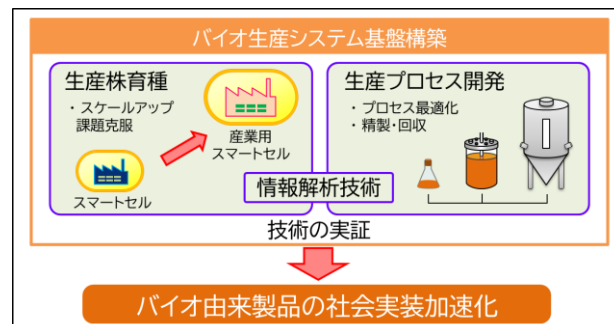 バイオ生産システム基盤構築
生産株育種
・スケールアップ
課題克服
産業用
スマートセル
スマートセル
生産プロセス開発
・プロセス最適化
・精製・回収
情報解析技術
技術の実証
バイオ由来製品の社会実装加速化